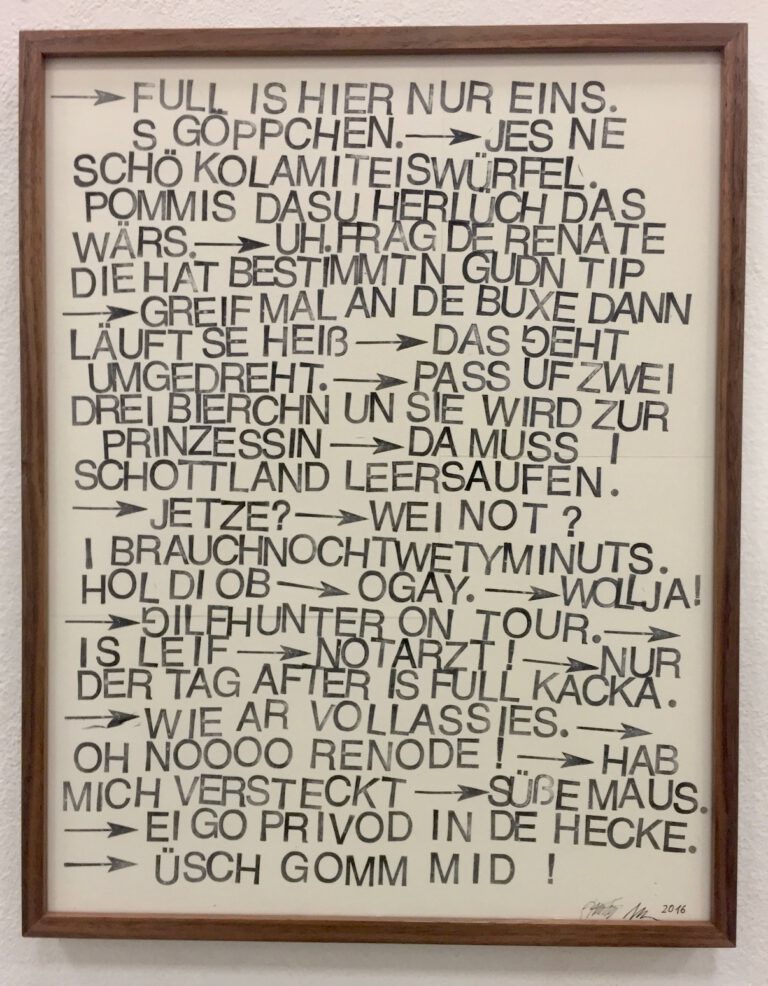 → FULL IS HIER NUR EINS.
S GÖPPCHEN. → JES NE
SCHÖ KOLAMITEISWÜRFEL.
POMMIS DASU HERLÜCH DAS
WÄRS. → UH. FRAG DE RENATE
DIE HAT BESTIMMTN GUDN TIP
→ GREIF MAL AN DE BUXE DANN
LÄUFT SE HEIß → DAS GEHT
UMGEDREHT. → PASS UF ZWEI
DREI BIERCHN UN SIE WIRD ZUR
PRINZESSIN → DA MUSS I
SCHOTTLAND LEERSAUFEN.
→ JETZE? → WEI NOT ?
I BRAUCHNOCHTWETYMINUTS.
HOL DI OB → OGAY. → WOLLJA!
→ GILFHUNTER ON TOUR. →
IS LEIF → NOTARZT! → NUR
DER TAG AFTER IS FULL KACKA.
→ WIE AR VOLLASSIES. →
OH NOOOO RENODE ! → HAB
MICH VERSTECKT → SÜßE MAUS.
→ EI GO PRIVOD IN DE HECKE.
→ ÜSCH GOMM MID !
2016